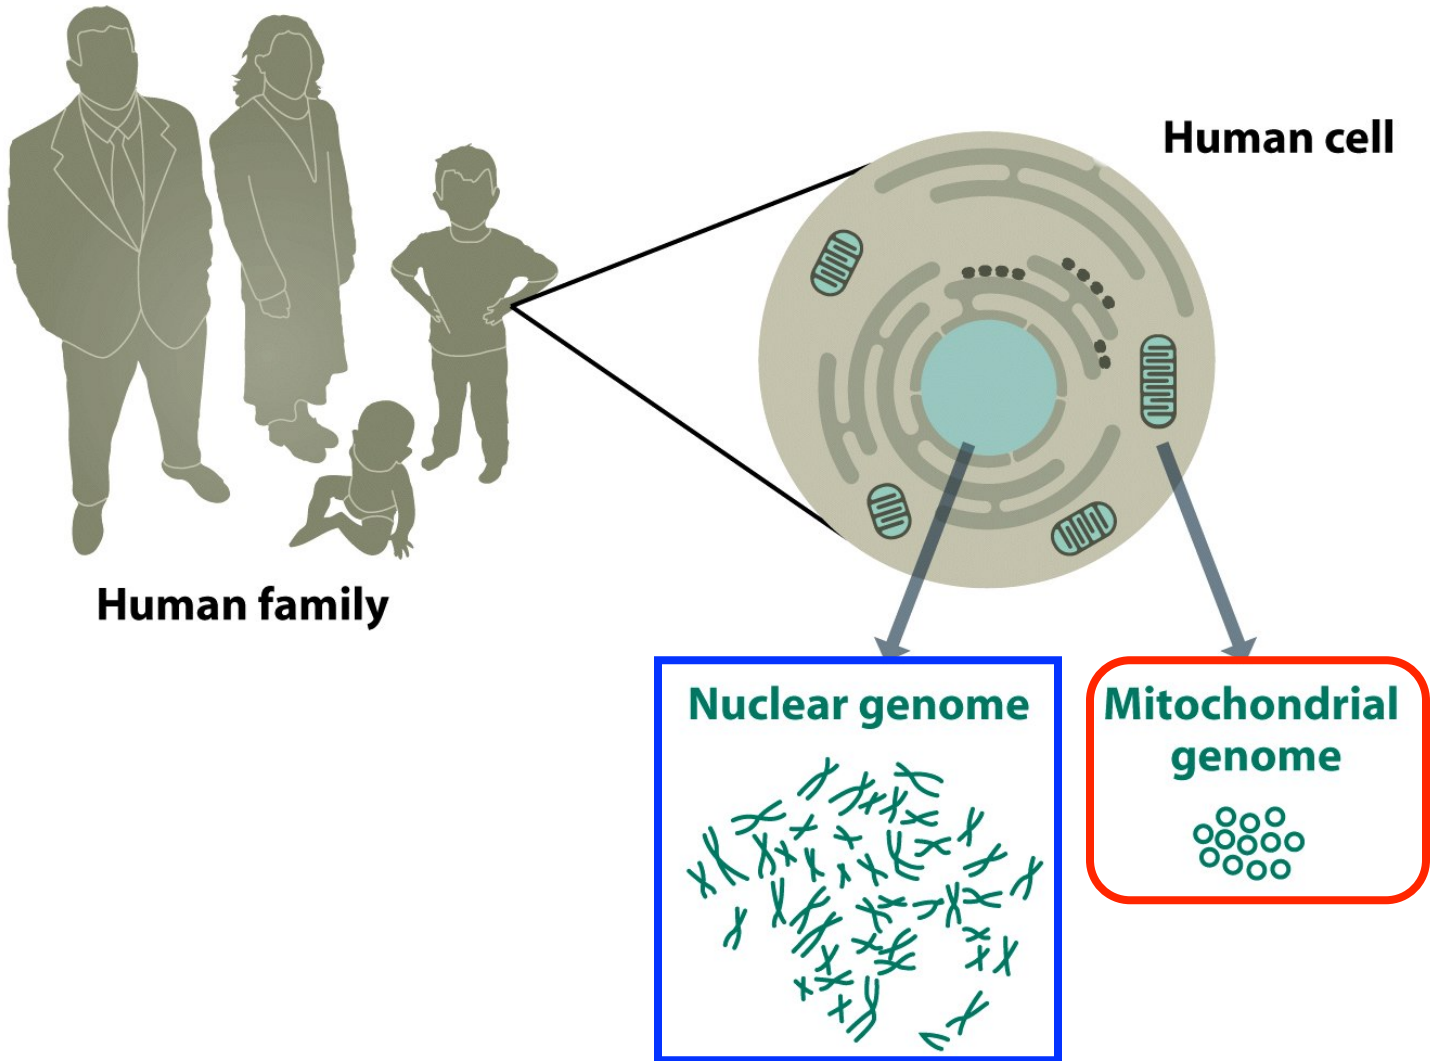 Human cell
Human family
Nuclear genome
Mitochondrial
genome